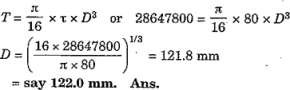 T = π/16 × τ × D³ or 28647800 = π/16 × 80 × D³
D = (16 × 28647800 / π × 80)^1/3 = 121.8 mm
= say 122.0 mm. Ans.